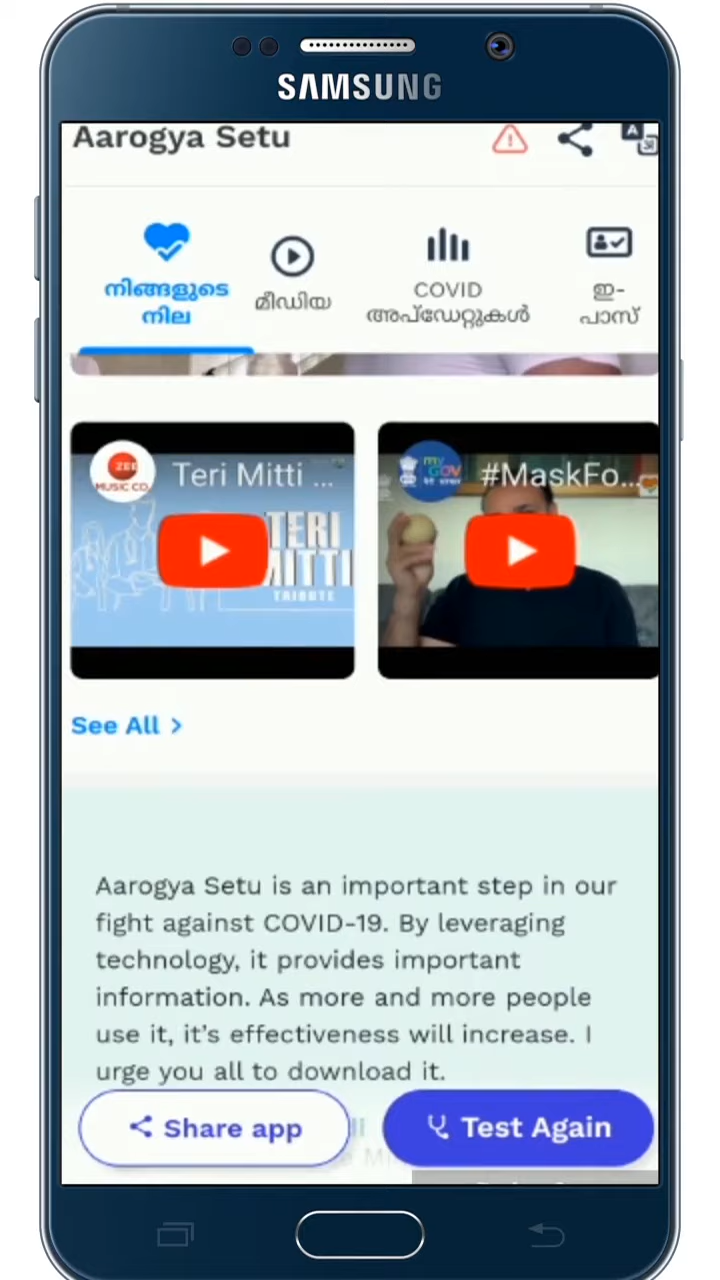 SAMSUNG
Aarogya Setu
നിങ്ങളുടെ
നില
മീഡിയ
COVID
അപ്ഡേറ്റുകൾ
ഇ-
പാസ്
ZEE
MUSIC CO.
Teri Mitti ...
TERI
MITTI
TRIBUTE
my
GOV
#MaskFo...
See All >
Aarogya Setu is an important step in our
fight against COVID-19. By leveraging
technology, it provides important
information. As more and more people
use it, it's effectiveness will increase. I
urge you all to download it.
Share app
Test Again